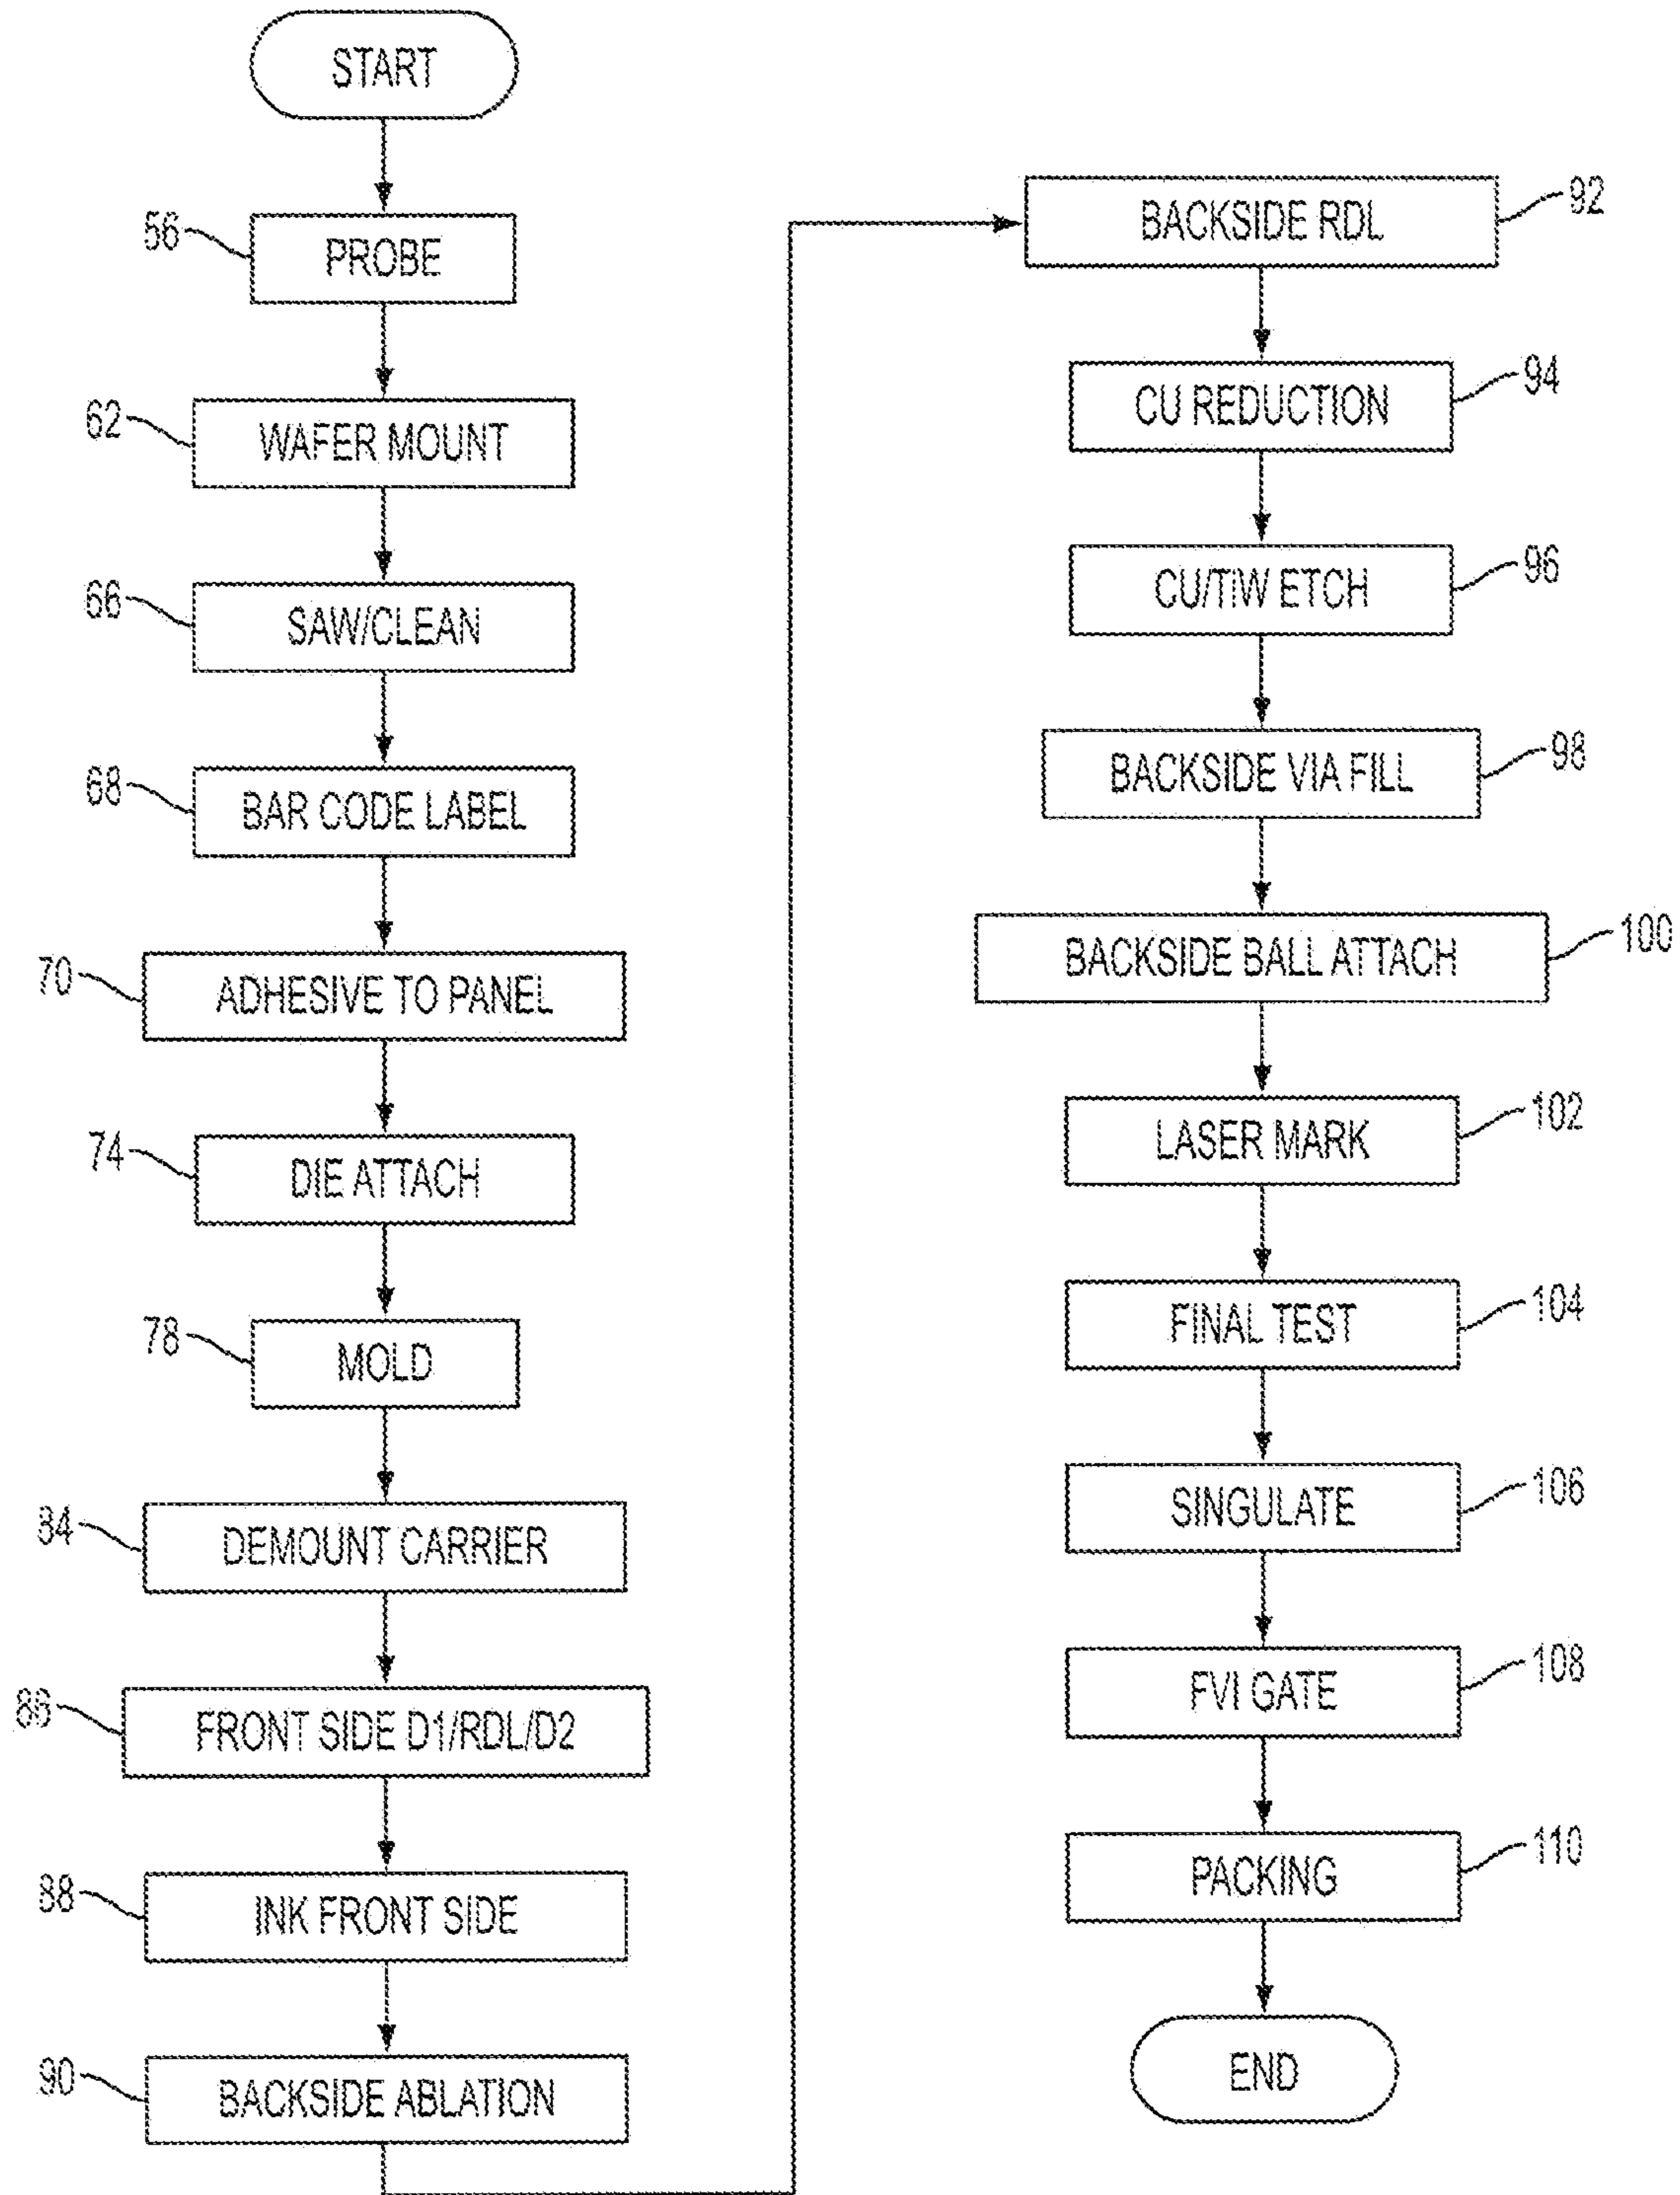 START
56
PROBE
62
WAFER MOUNT
66
SAW/CLEAN
68
BAR CODE LABEL
70
ADHESIVE TO PANEL
74
DIE ATTACH
78
MOLD
84
DEMOUNT CARRIER
86
FRONT SIDE D1/RDL/D2
88
INK FRONT SIDE
90
BACKSIDE ABLATION
BACKSIDE RDL
92
CU REDUCTION
94
CU/TIW ETCH
96
BACKSIDE VIA FILL
98
BACKSIDE BALL ATTACH
100
LASER MARK
102
FINAL TEST
104
SINGULATE
106
FVI GATE
108
PACKING
110
END